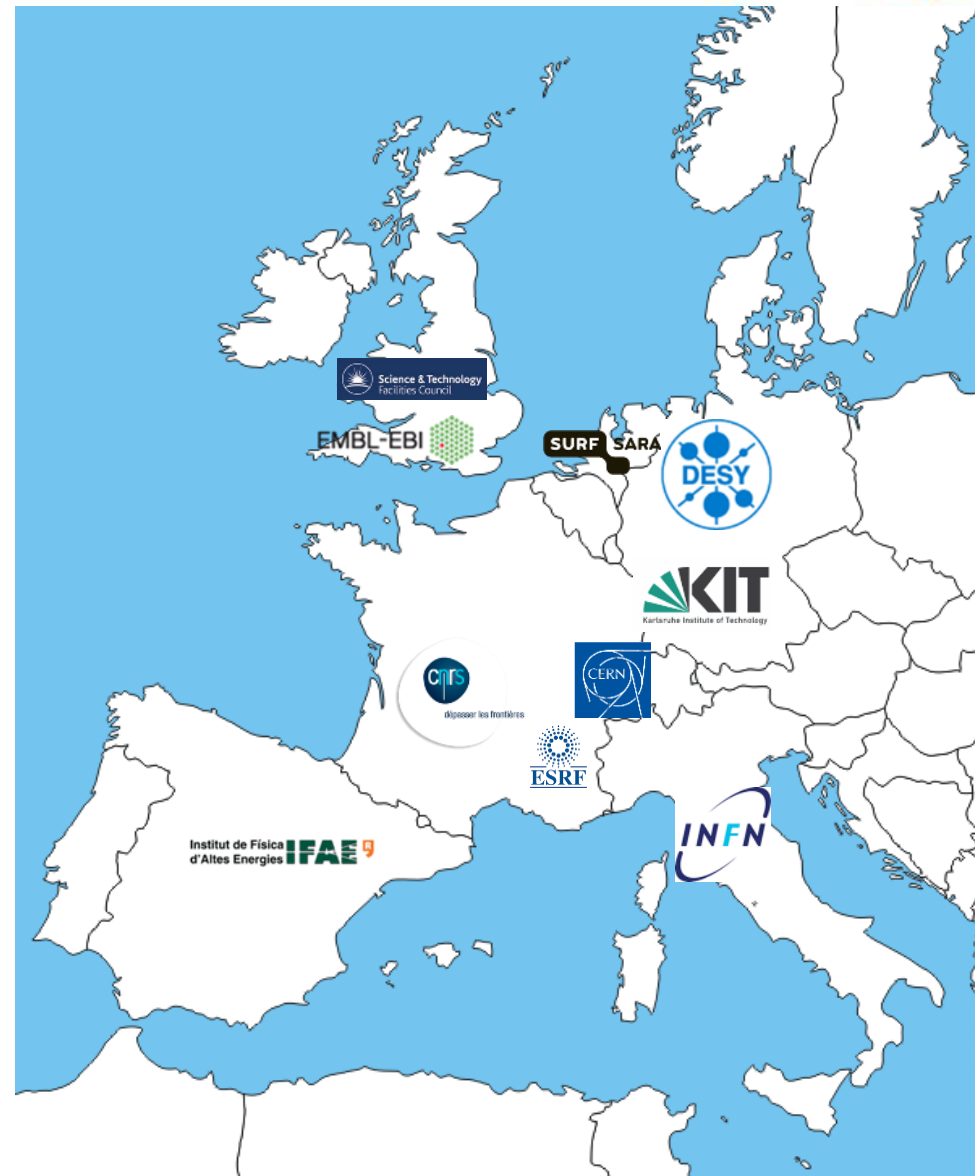 Science & Technology
Facilities Council
EMBL-EBI
SURF SARA
DESY
KIT
Karlsruhe Institute of Technology
cnrs
dépasser les frontières
CERN
ESRF
INFN
Institut de Física
d'Altes Energies
IFAE